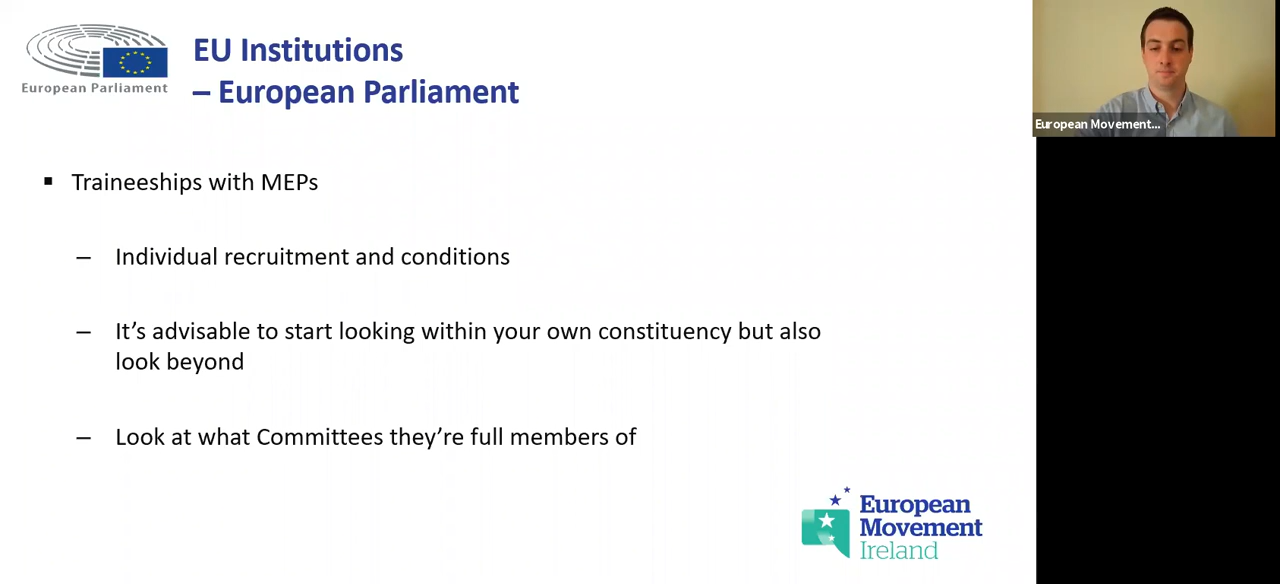 European Parliament
EU Institutions
– European Parliament
▪ Traineeships with MEPs
– Individual recruitment and conditions
– It's advisable to start looking within your own constituency but also
look beyond
– Look at what Committees they're full members of
European
Movement
Ireland
European Movement...